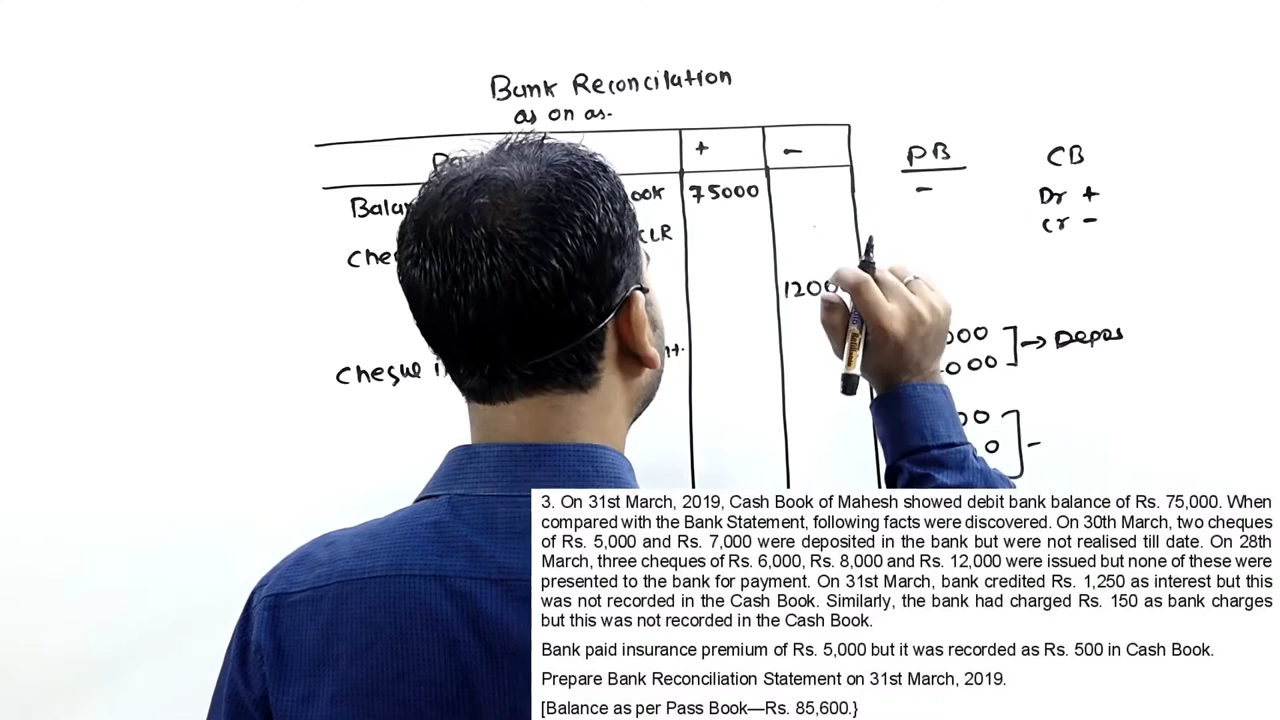 Bank Reconcilation
as on as.
+ -
75000
CLR
1200
Cheque
PB CB
- Dr +
Cr -
000
000 → Depos
00
0 -
3. On 31st March, 2019, Cash Book of Mahesh showed debit bank balance of Rs. 75,000. When
compared with the Bank Statement, following facts were discovered. On 30th March, two cheques
of Rs. 5,000 and Rs. 7,000 were deposited in the bank but were not realised till date. On 28th
March, three cheques of Rs. 6,000, Rs. 8,000 and Rs. 12,000 were issued but none of these were
presented to the bank for payment. On 31st March, bank credited Rs. 1,250 as interest but this
was not recorded in the Cash Book. Similarly, the bank had charged Rs. 150 as bank charges
but this was not recorded in the Cash Book.
Bank paid insurance premium of Rs. 5,000 but it was recorded as Rs. 500 in Cash Book.
Prepare Bank Reconciliation Statement on 31st March, 2019.
[Balance as per Pass Book—Rs. 85,600.}